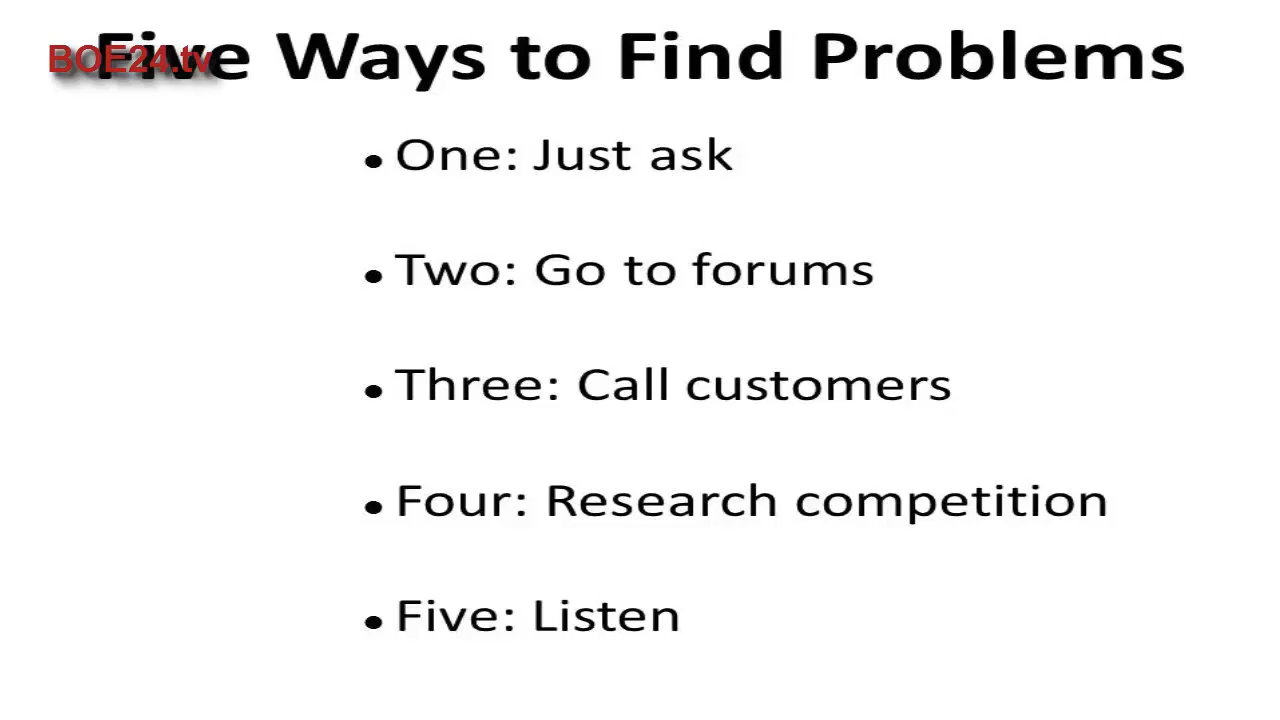 Five Ways to Find Problems
BOE24.tv
• One: Just ask
• Two: Go to forums
• Three: Call customers
• Four: Research competition
• Five: Listen